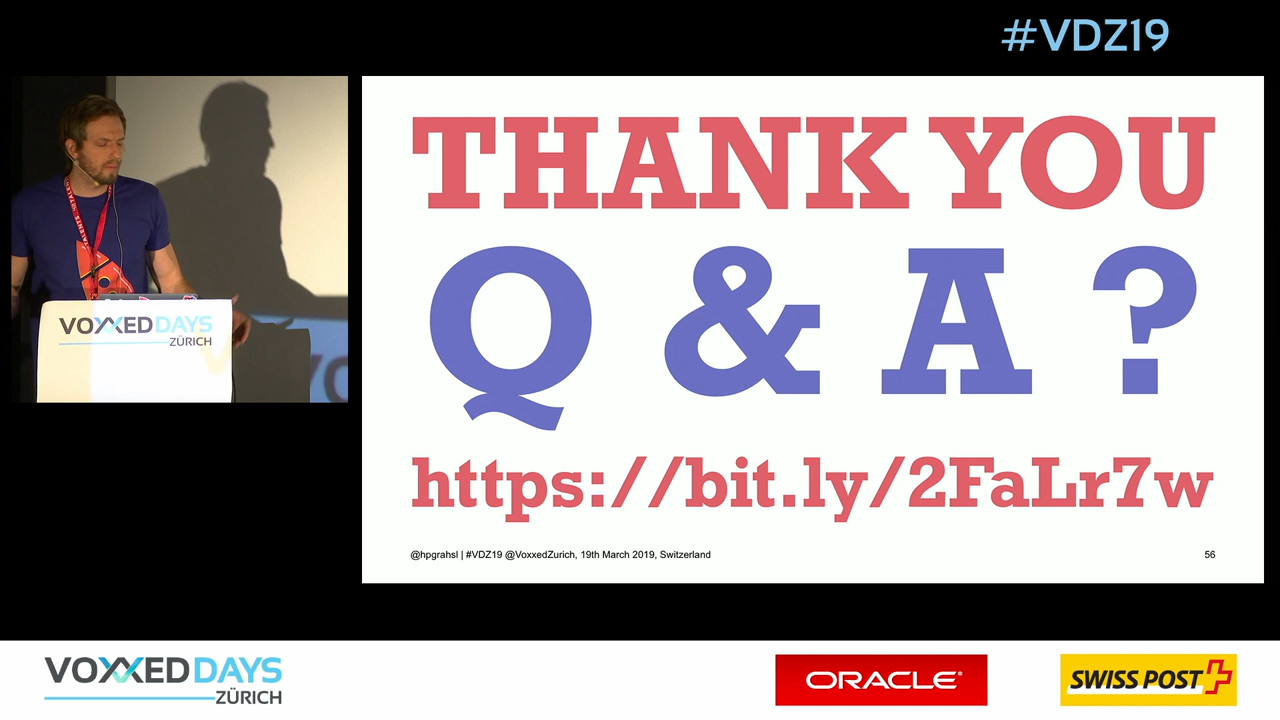 #VDZ19
THANK YOU
Q & A ?
https://bit.ly/2FaLr7w
@hpgrahsl | #VDZ19 @VoxxedZurich, 19th March 2019, Switzerland
56
VOXXED DAYS
ZÜRICH
VOXXED DAYS
ZÜRICH
ORACLE®
SWISS POST